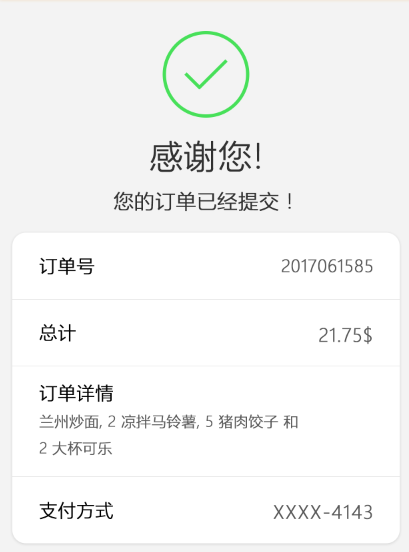 感谢您!
您的订单已经提交！
订单号 2017061585
总计 21.75$
订单详情
兰州炒面, 2 凉拌马铃薯, 5 猪肉饺子 和
2 大杯可乐
支付方式 XXXX-4143